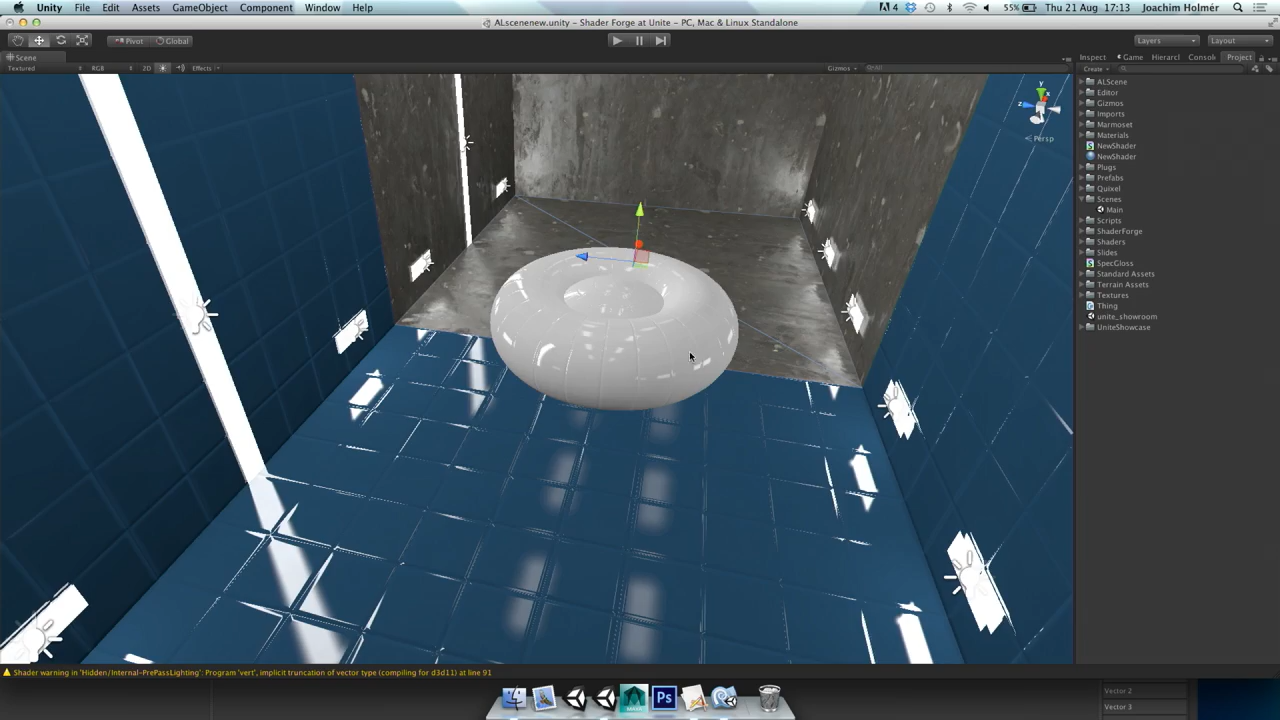 Unity File Edit Assets GameObject Component Window Help 4 55% Thu 21 Aug 17:13 Joachim Holmér
ALscenenew.unity - Shader Forge at Unite - PC, Mac & Linux Standalone
Pivot Global Layers Layout
Scene Inspect Game Hierarcl Consol Project
Textured RGB 2D Effects Gizmos All Create
ALScene
Editor
Gizmos
Imports
Marmoset
Materials
NewShader
NewShader
Plugs
Prefabs
Quixel
Scenes
Main
Scripts
ShaderForge
Shaders
Slides
SpecGloss
Standard Assets
Terrain Assets
Textures
Thing
unite_showroom
UniteShowcase
y
x
z
Persp
Shader warning in 'Hidden/Internal-PrePassLighting': Program 'vert', implicit truncation of vector type (compiling for d3d11) at line 91
Vector 2
Vector 3
MAYA
Ps